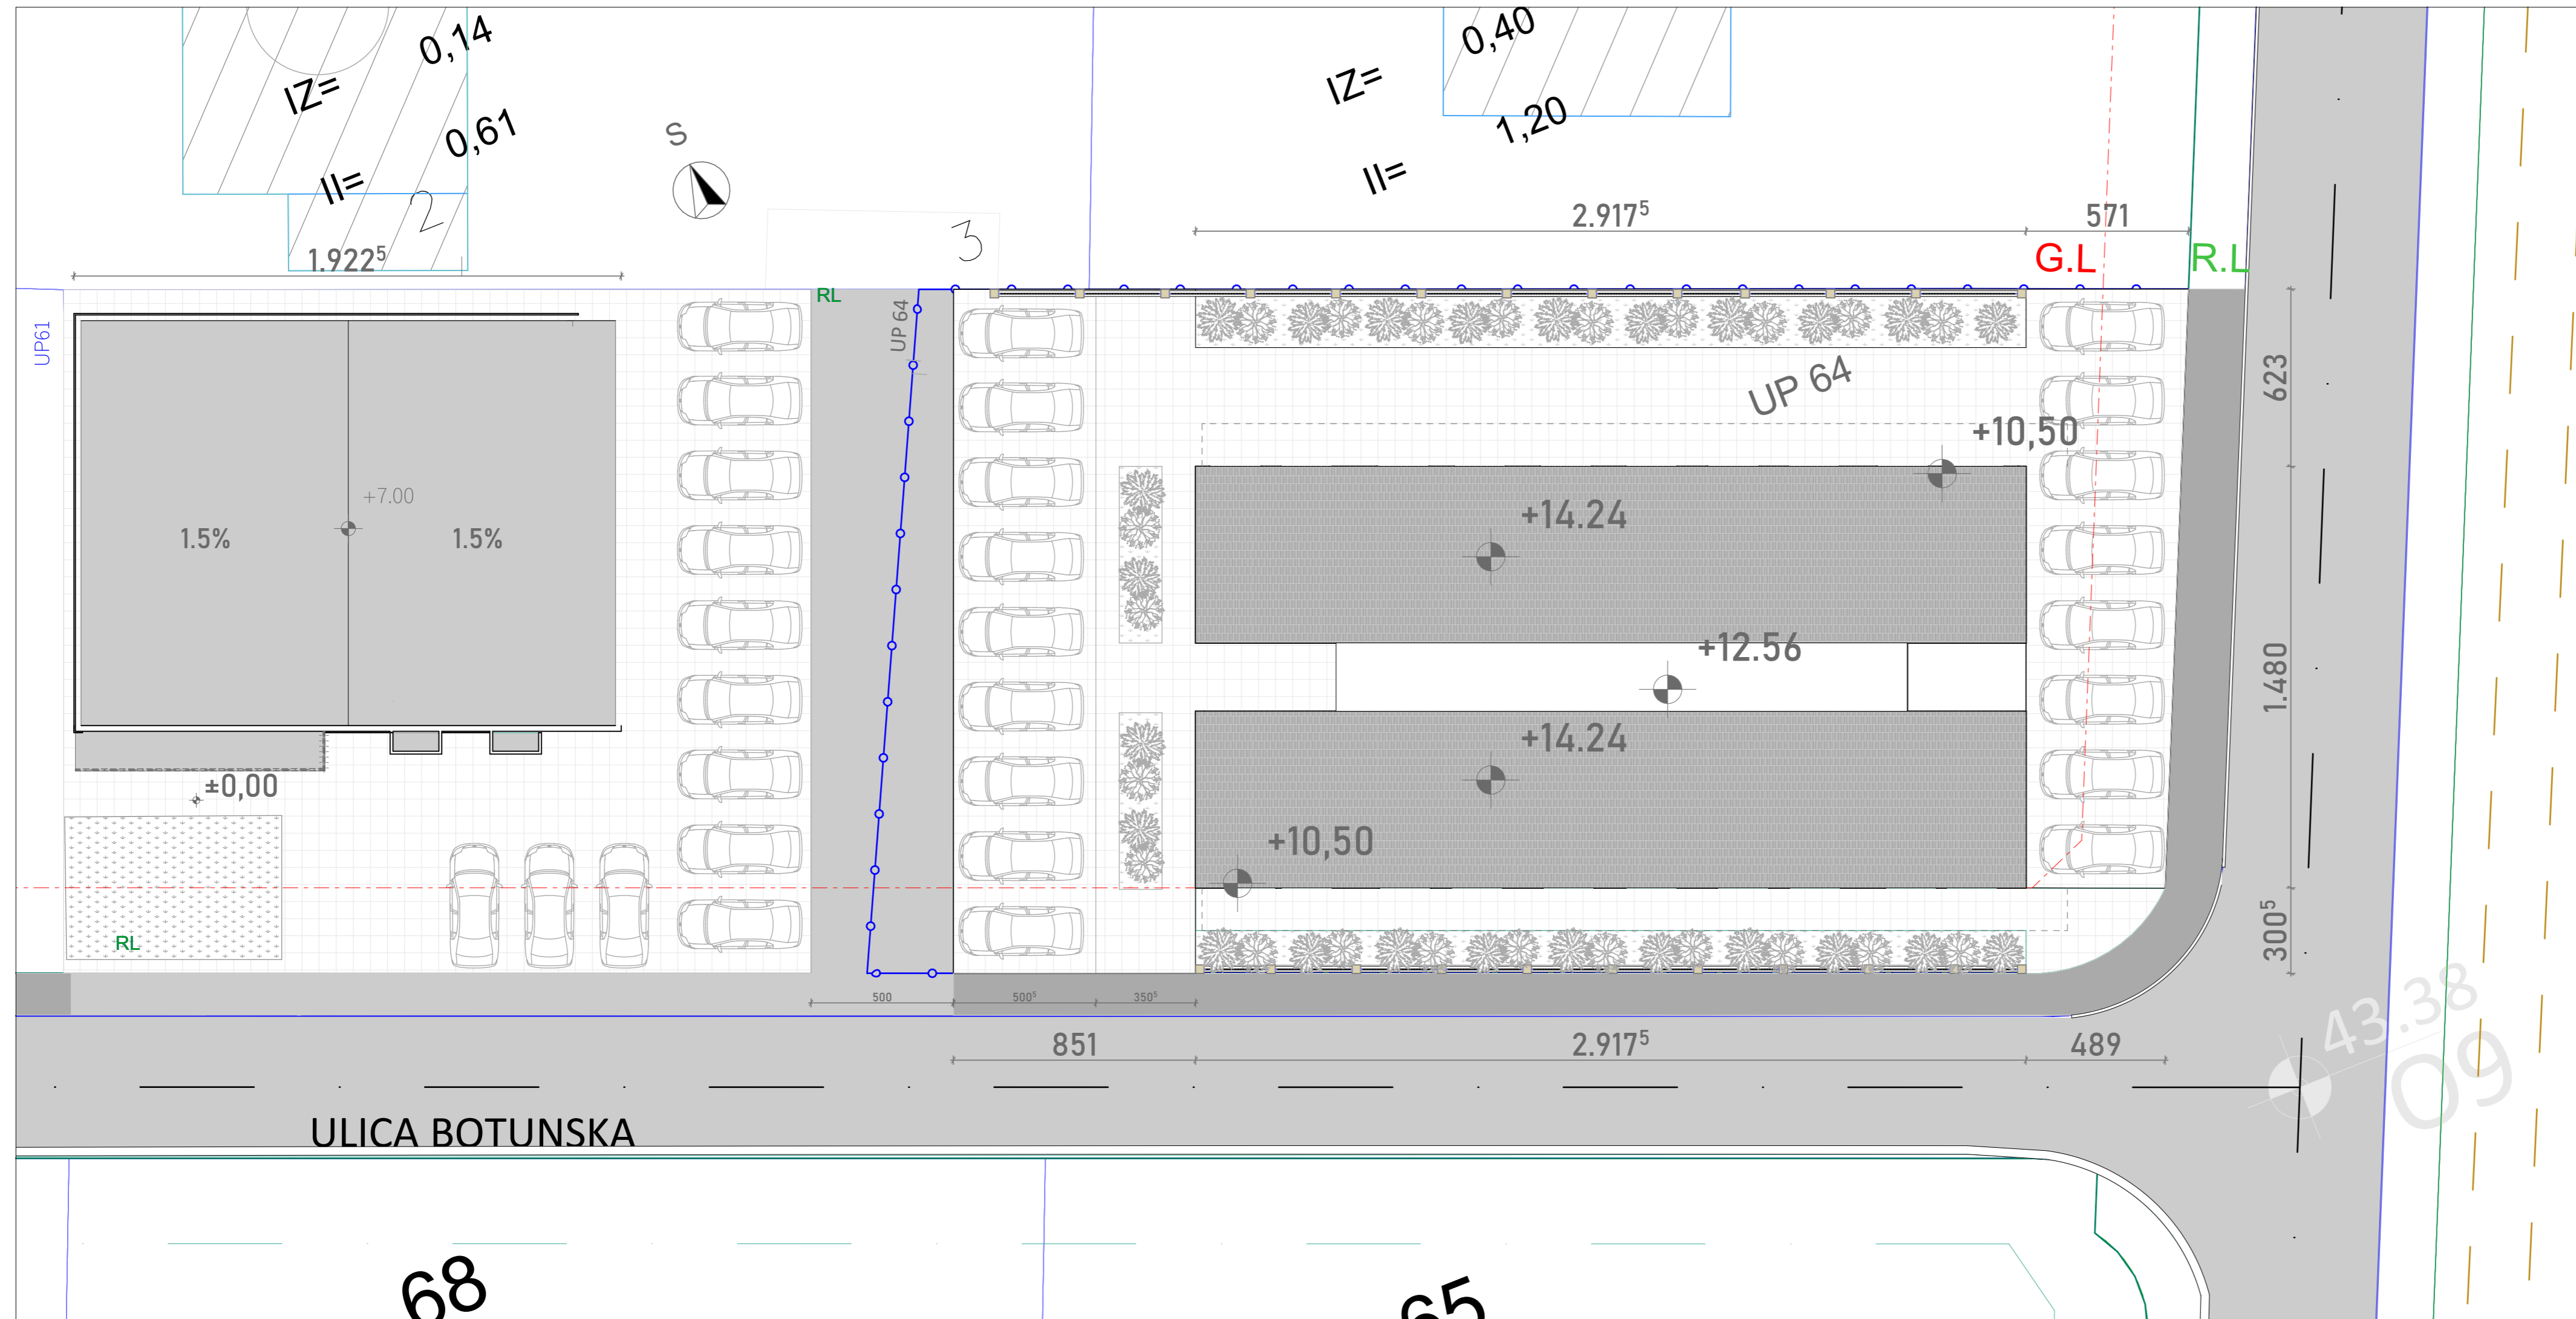 0,14
IZ=
0,61
II=
2
0,40
IZ=
1,20
II=
S
3
2.917⁵
571
1.922⁵
G.L
R.L
RL
UP61
UP 64
UP 64
623
+10,50
+7.00
1.5%
1.5%
+14.24
+12.56
1.480
+14.24
±0,00
+10,50
RL
300⁵
500
500⁵
350⁵
851
2.917⁵
489
43.38
O9
ULICA BOTUNSKA
68
65